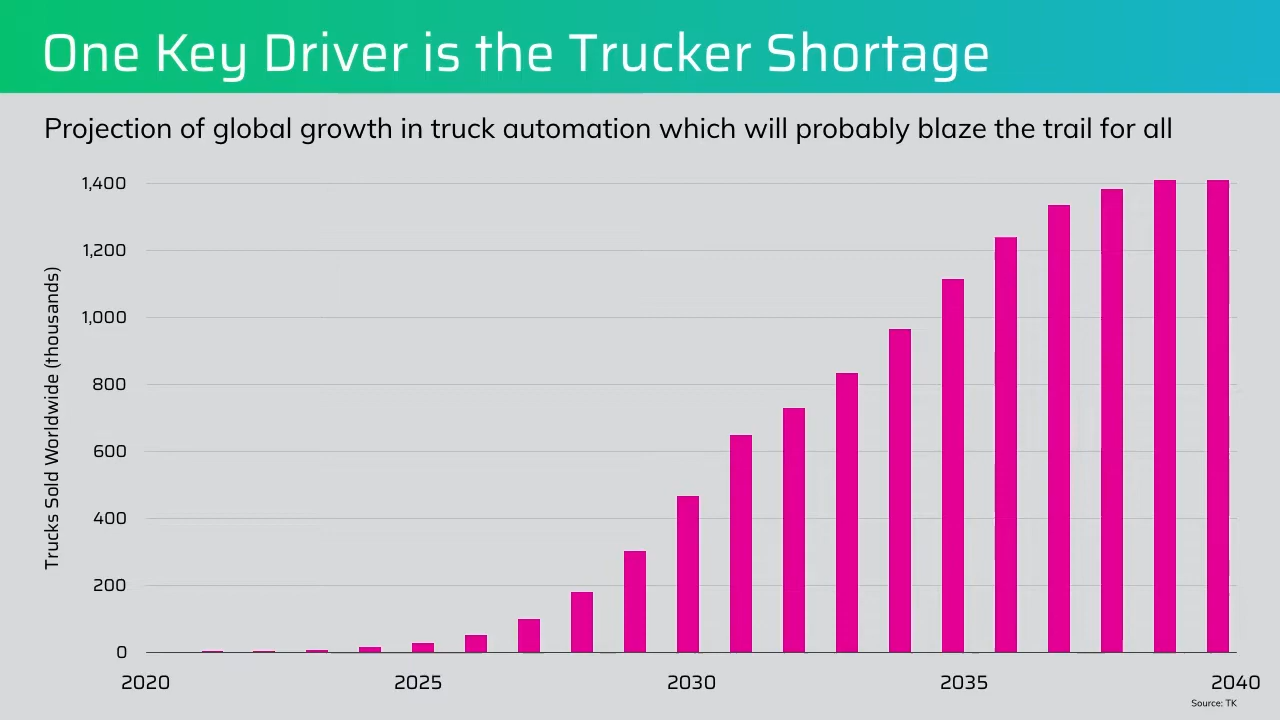 One Key Driver is the Trucker Shortage
Projection of global growth in truck automation which will probably blaze the trail for all
Trucks Sold Worldwide (thousands)
1,400
1,200
1,000
800
600
400
200
0
2020 2025 2030 2035 2040
Source: TK